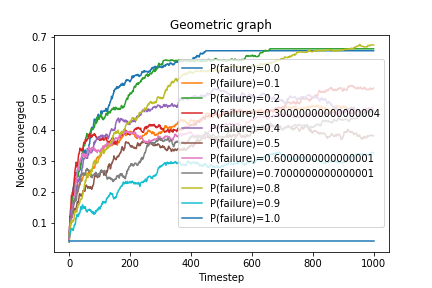 Geometric graph
Nodes converged
0.7
0.6
0.5
0.4
0.3
0.2
0.1
P(failure)=0.0
P(failure)=0.1
P(failure)=0.2
P(failure)=0.30000000000000004
P(failure)=0.4
P(failure)=0.5
P(failure)=0.6000000000000001
P(failure)=0.7000000000000001
P(failure)=0.8
P(failure)=0.9
P(failure)=1.0
0 200 400 600 800 1000
Timestep